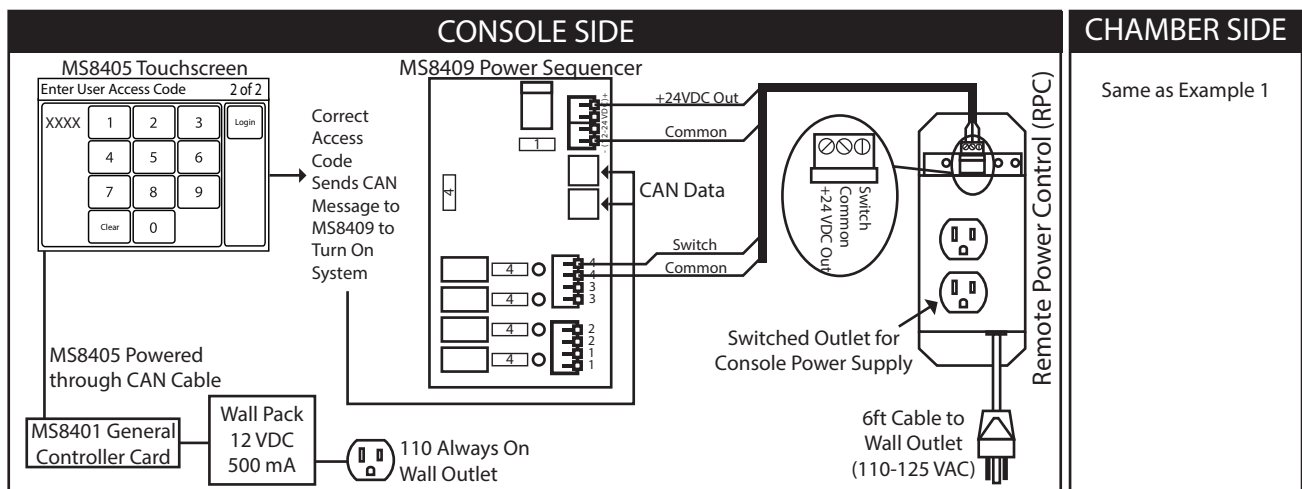 CONSOLE SIDE
CHAMBER SIDE
MS8405 Touchscreen
Enter User Access Code 2 of 2
XXXX 1 2 3 Login
4 5 6
7 8 9
Clear 0
Correct
Access
Code
Sends CAN
Message to
MS8409 to
Turn On
System
MS8409 Power Sequencer
1
4
+24VDC Out
Common
CAN Data
Switch
Common
4
4
3
3
2
2
1
1
4
4
4
4
Switch
Common
+24 VDC Out
Remote Power Control (RPC)
Switched Outlet for
Console Power Supply
6ft Cable to
Wall Outlet
(110-125 VAC)
MS8405 Powered
through CAN Cable
MS8401 General
Controller Card
Wall Pack
12 VDC
500 mA
110 Always On
Wall Outlet
Same as Example 1